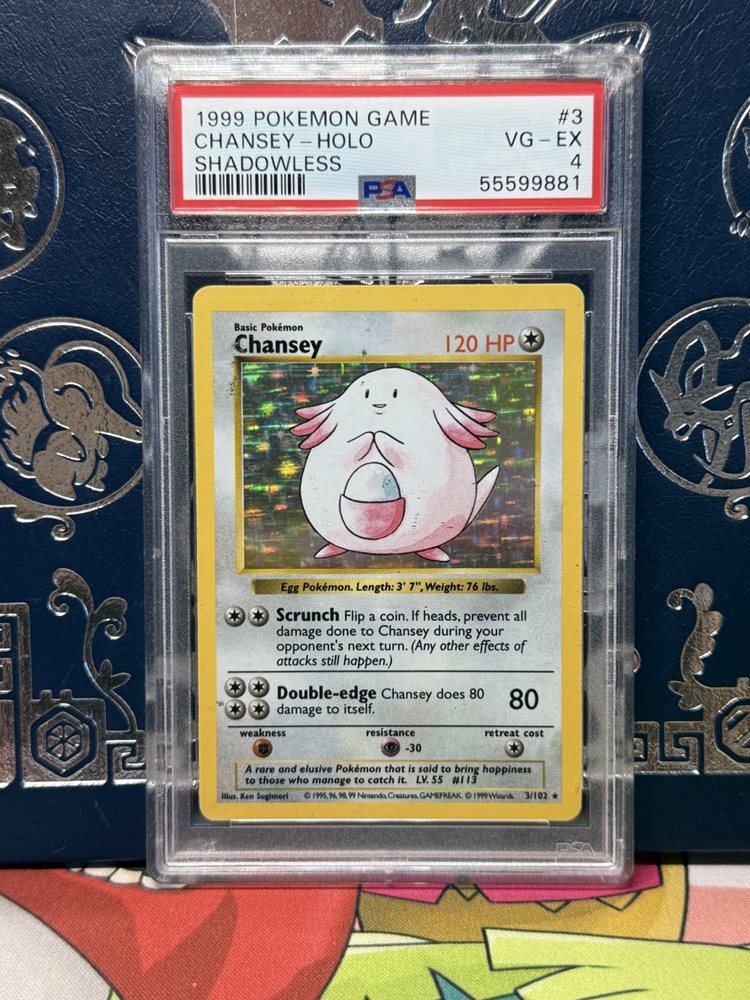 1999 POKEMON GAME #3
CHANSEY – HOLO VG – EX
SHADOWLESS 4
PSA 55599881
Basic Pokémon
Chansey 120 HP
Egg Pokémon. Length: 3' 7", Weight: 76 lbs.
Scrunch Flip a coin. If heads, prevent all
damage done to Chansey during your
opponent's next turn. (Any other effects of
attacks still happen.)
Double-edge Chansey does 80 80
damage to itself.
weakness resistance retreat cost
-30
A rare and elusive Pokémon that is said to bring happiness
to those who manage to catch it. LV. 55 #113
Illus. Ken Sugimori © 1995, 96, 98, 99 Nintendo, Creatures, GAMEFREAK. © 1999 Wizards. 3/102 ★
PSA